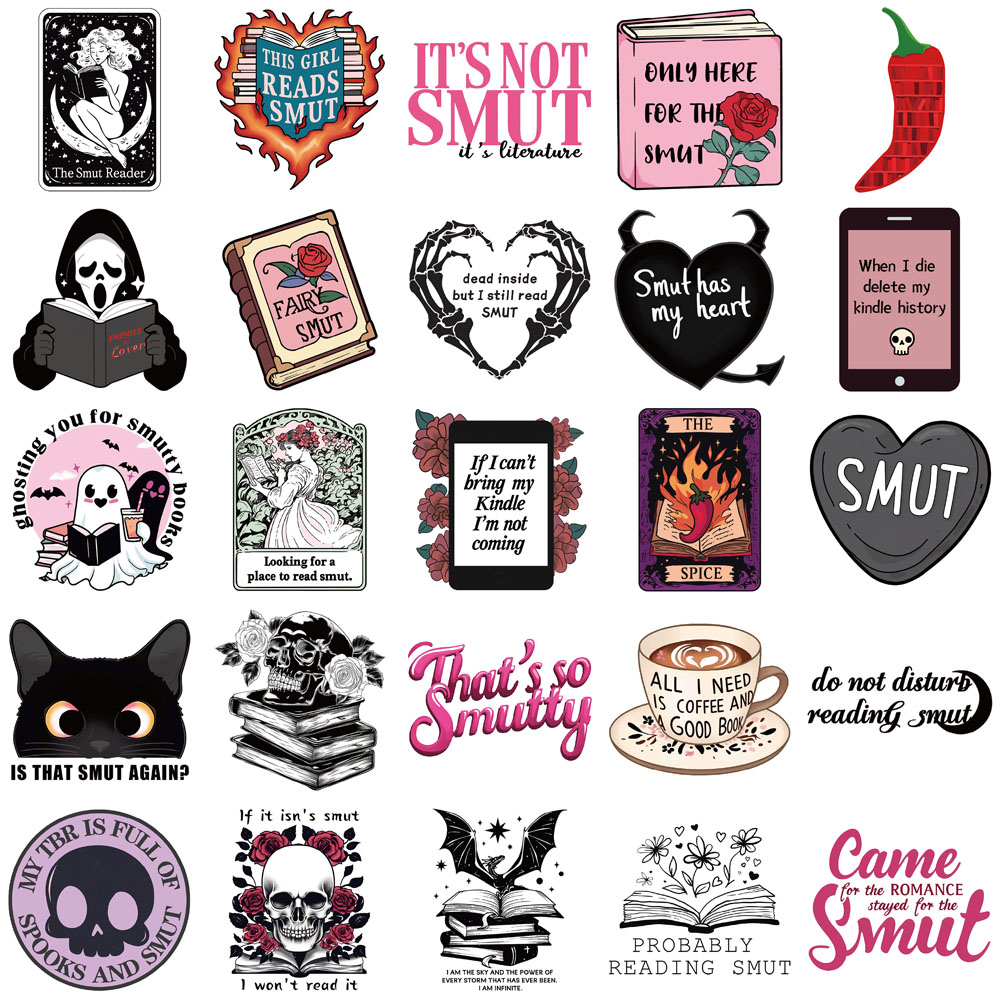 The Smut Reader
THIS GIRL
READS
SMUT
IT'S NOT
SMUT
it's literature
ONLY HERE
FOR THE
SMUT
Lover
FAIRY
SMUT
dead inside
but I still read
SMUT
Smut has
my heart
When I die
delete my
kindle history
ghosting you for smutty books
Looking for a
place to read smut.
If I can't
bring my
Kindle
I'm not
coming
THE
SPICE
SMUT
IS THAT SMUT AGAIN?
That's so
Smutty
ALL I NEED
IS COFFEE AND
A GOOD BOOK
do not disturb
reading smut
MY TBR IS FULL OF
SPOOKS AND SMUT
If it isn's smut
I won't read it
I AM THE SKY AND THE POWER OF
EVERY STORM THAT HAS EVER BEEN.
I AM INFINITE.
PROBABLY
READING SMUT
Came
for the ROMANCE
stayed for the
Smut